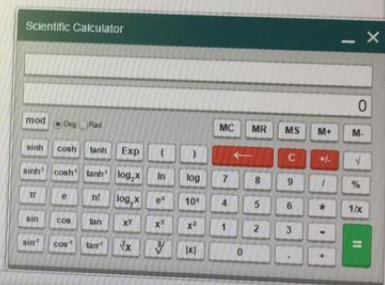 Scientific Calculator
0
mod Deg Rad MC MR MS M+ M-
sinh cosh tanh Exp ( ) ← C +/- √
sinh⁻¹ cosh⁻¹ tanh⁻¹ log₂x ln log 7 8 9 / %
π e n! logᵧx eˣ 10ˣ 4 5 6 * 1/x
sin cos tan xʸ x³ x² 1 2 3 - =
sin⁻¹ cos⁻¹ tan⁻¹ ʸ√x ³√ |x| 0 . +